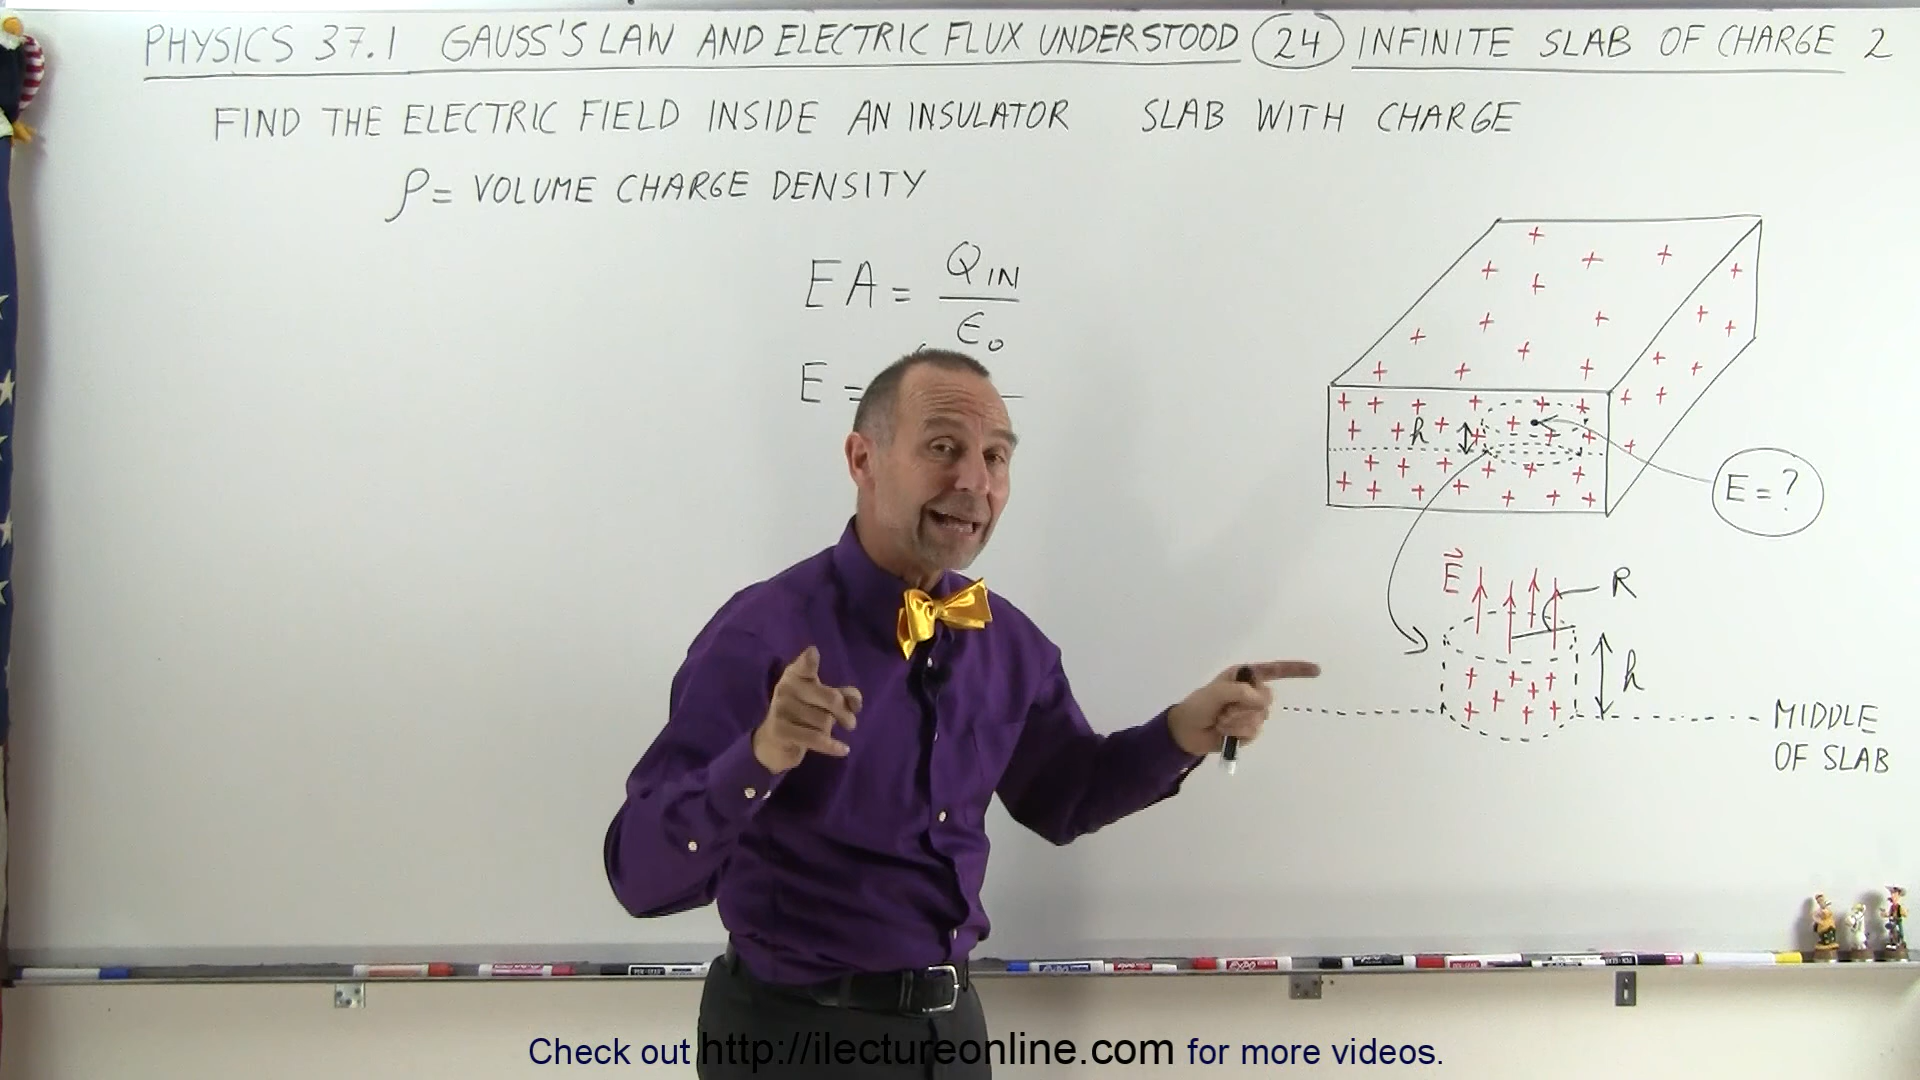 PHYSICS 37.1 GAUSS'S LAW AND ELECTRIC FLUX UNDERSTOOD 24 INFINITE SLAB OF CHARGE 2
FIND THE ELECTRIC FIELD INSIDE AN INSULATOR SLAB WITH CHARGE
ρ = VOLUME CHARGE DENSITY
EA = Q IN / ϵ₀
E =
h
E = ?
E⃗
R
h
MIDDLE
OF SLAB
Check out http://ilectureonline.com for more videos.